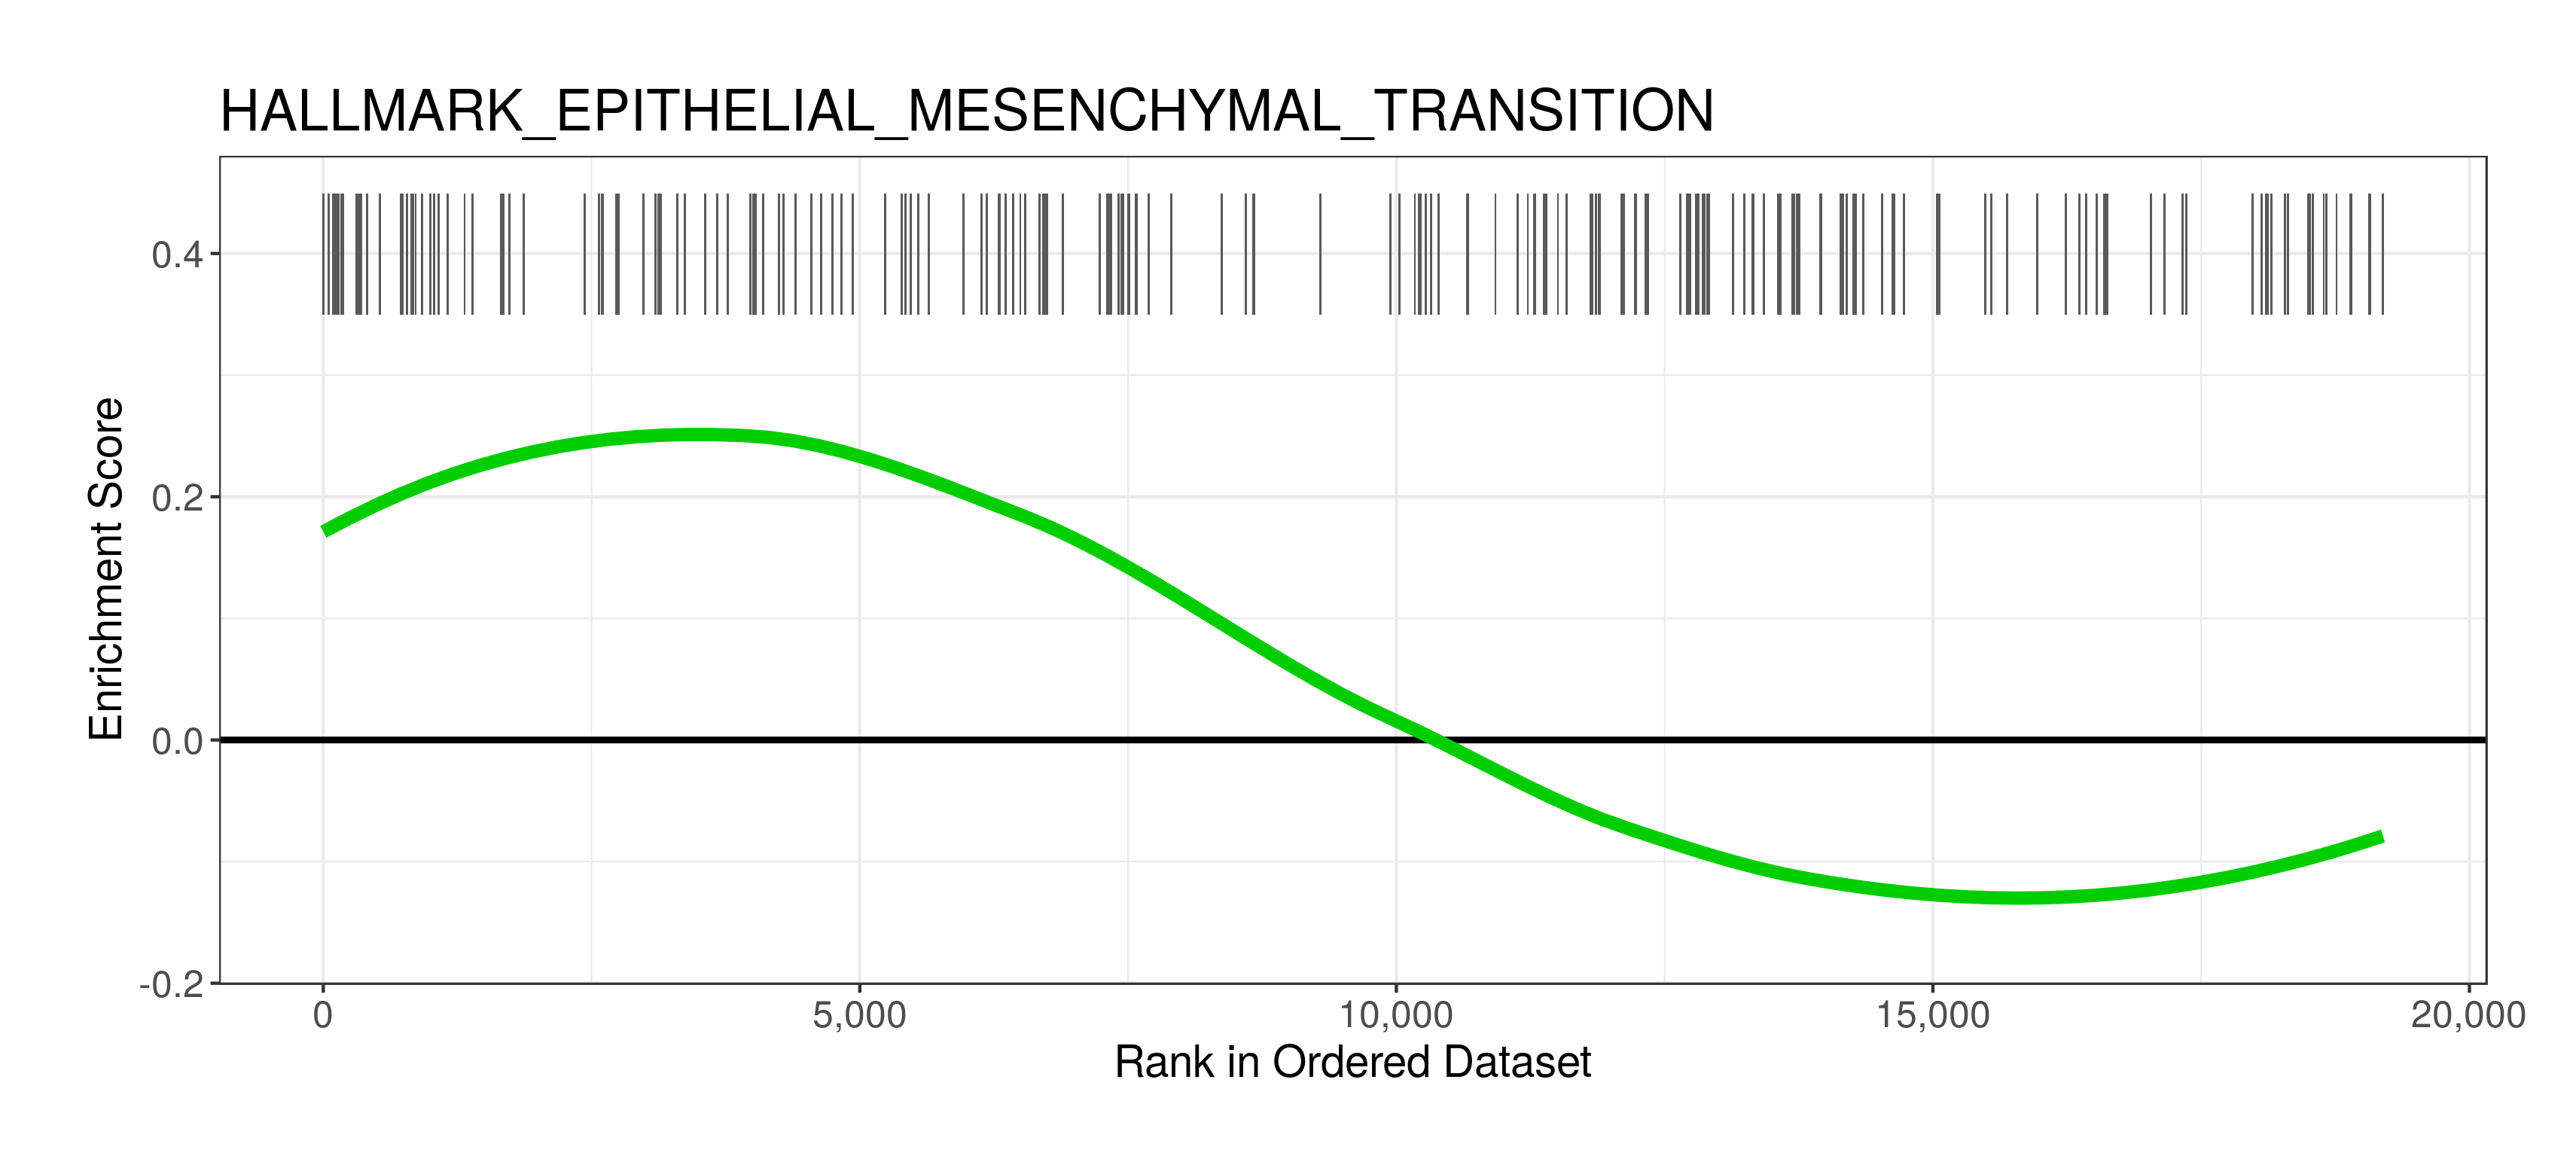 HALLMARK_EPITHELIAL_MESENCHYMAL_TRANSITION
Enrichment Score
0.4
0.2
0.0
-0.2
0 5,000 10,000 15,000 20,000
Rank in Ordered Dataset